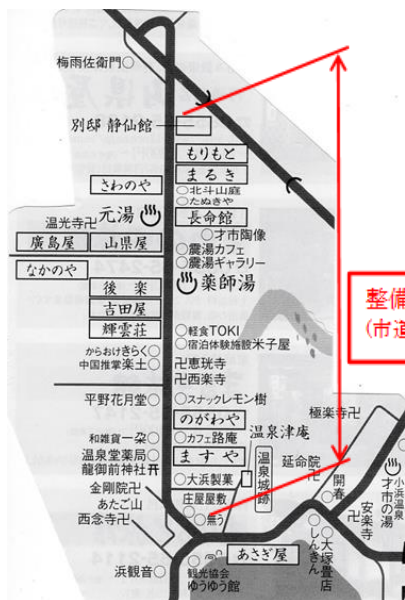 梅雨佐衛門
別邸 静仙館
もりもと
まるき
さわのや
北斗山庭
たぬきや
元湯
長命館
温光寺
才市陶像
廣島屋
山県屋
震湯カフェ
震湯ギャラリー
なかのや
薬師湯
後楽
吉田屋
輝雲荘
整備
(市道
軽食TOKI
宿泊体験施設米子屋
からおけきらく
中国推掌楽土
恵珖寺
西楽寺
平野花月堂
スナックレモン樹
極楽寺
のがわや
温泉津庵
和雑貨一朶
カフェ路庵
温泉堂薬局
ますや
延命院
龍御前神社
温泉城跡
小浜温泉
才市の湯
大浜製菓
開春
金剛院
庄屋屋敷
安楽寺
あたご山
無う
西念寺
しんきん
大塚畳店
あさぎ屋
浜観音
観光協会
ゆうゆう館